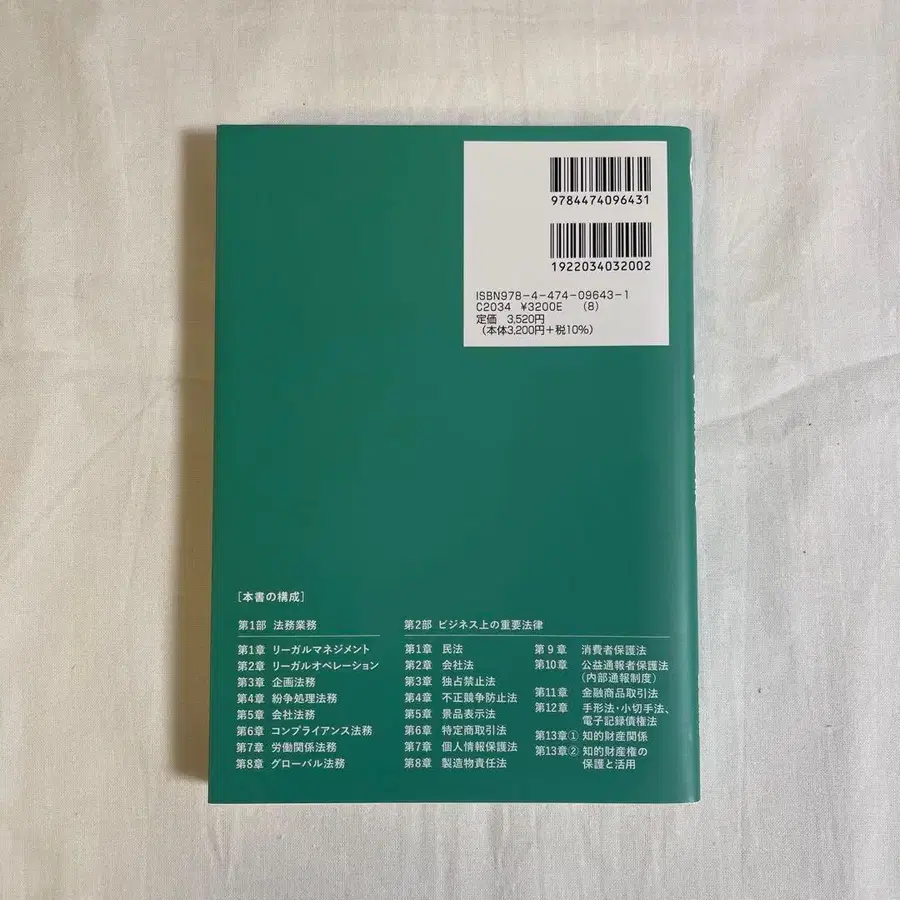 9784474096431
1922034032002
ISBN978-4-474-09643-1
C2034 ¥3200E (8)
定価 3,520円
(本体3,200円+税10%)
[本書の構成]
第1部 法務業務
第1章 リーガルマネジメント
第2章 リーガルオペレーション
第3章 企画法務
第4章 紛争処理法務
第5章 会社法務
第6章 コンプライアンス法務
第7章 労働関係法務
第8章 グローバル法務
第2部 ビジネス上の重要法律
第1章 民法
第2章 会社法
第3章 独占禁止法
第4章 不正競争防止法
第5章 景品表示法
第6章 特定商取引法
第7章 個人情報保護法
第8章 製造物責任法
第9章 消費者保護法
第10章 公益通報者保護法
(内部通報制度)
第11章 金融商品取引法
第12章 手形法・小切手法、
電子記録債権法
第13章① 知的財産関係
第13章② 知的財産権の
保護と活用